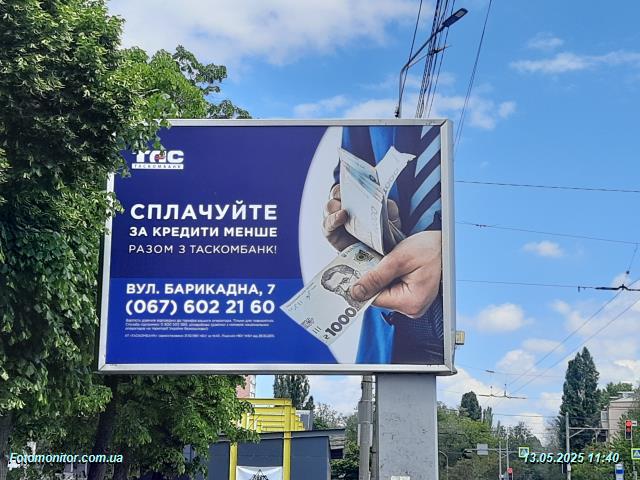 ТАС
ТАСКОМБАНК
СПЛАЧУЙТЕ
ЗА КРЕДИТИ МЕНШЕ
РАЗОМ З ТАСКОМБАНК!
ВУЛ. БАРИКАДНА, 7
(067) 602 21 60
1000
Fotomonitor.com.ua
13.05.2025 11:40